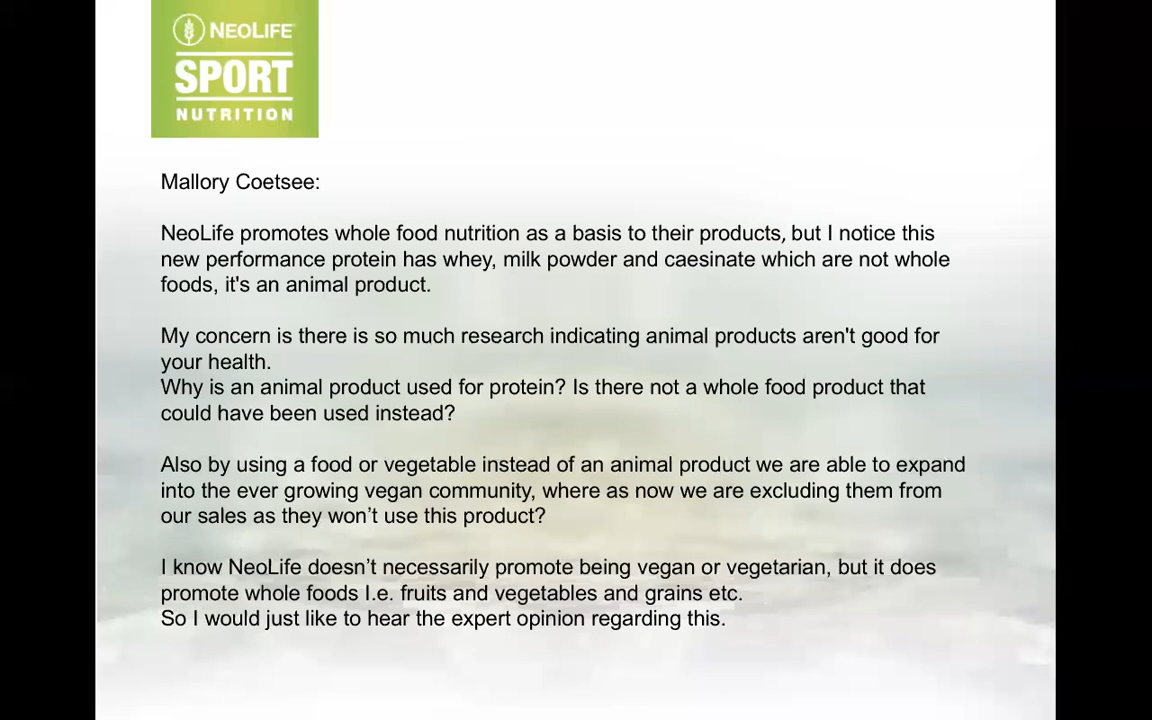 NEOLIFE
SPORT
NUTRITION
Mallory Coetsee:
NeoLife promotes whole food nutrition as a basis to their products, but I notice this
new performance protein has whey, milk powder and caesinate which are not whole
foods, it's an animal product.
My concern is there is so much research indicating animal products aren't good for
your health.
Why is an animal product used for protein? Is there not a whole food product that
could have been used instead?
Also by using a food or vegetable instead of an animal product we are able to expand
into the ever growing vegan community, where as now we are excluding them from
our sales as they won’t use this product?
I know NeoLife doesn’t necessarily promote being vegan or vegetarian, but it does
promote whole foods I.e. fruits and vegetables and grains etc.
So I would just like to hear the expert opinion regarding this.